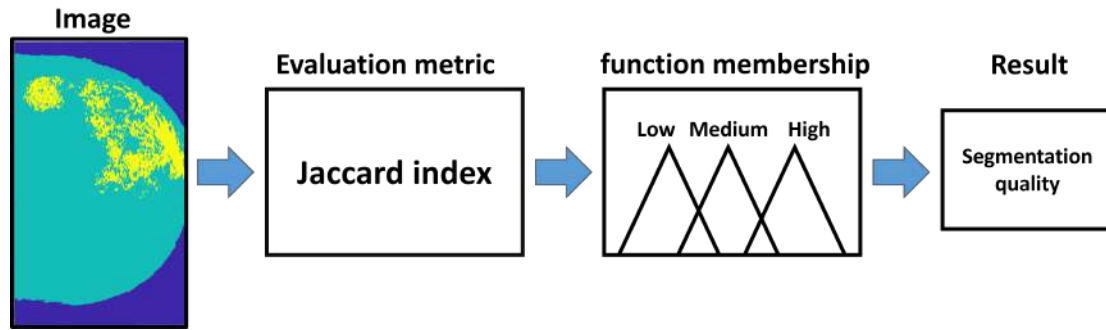 Image
Evaluation metric
Jaccard index
function membership
Low Medium High
Result
Segmentation
quality